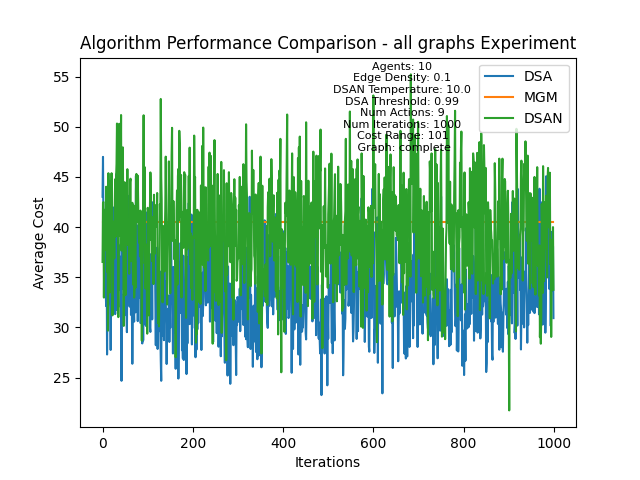 Algorithm Performance Comparison - all graphs Experiment
Agents: 10
Edge Density: 0.1
DSAN Temperature: 10.0
DSA Threshold: 0.99
Num Actions: 9
Num Iterations: 1000
Cost Range: 101
Graph: complete
DSA
MGM
DSAN
Average Cost
55
50
45
40
35
30
25
0
200
400
600
800
1000
Iterations